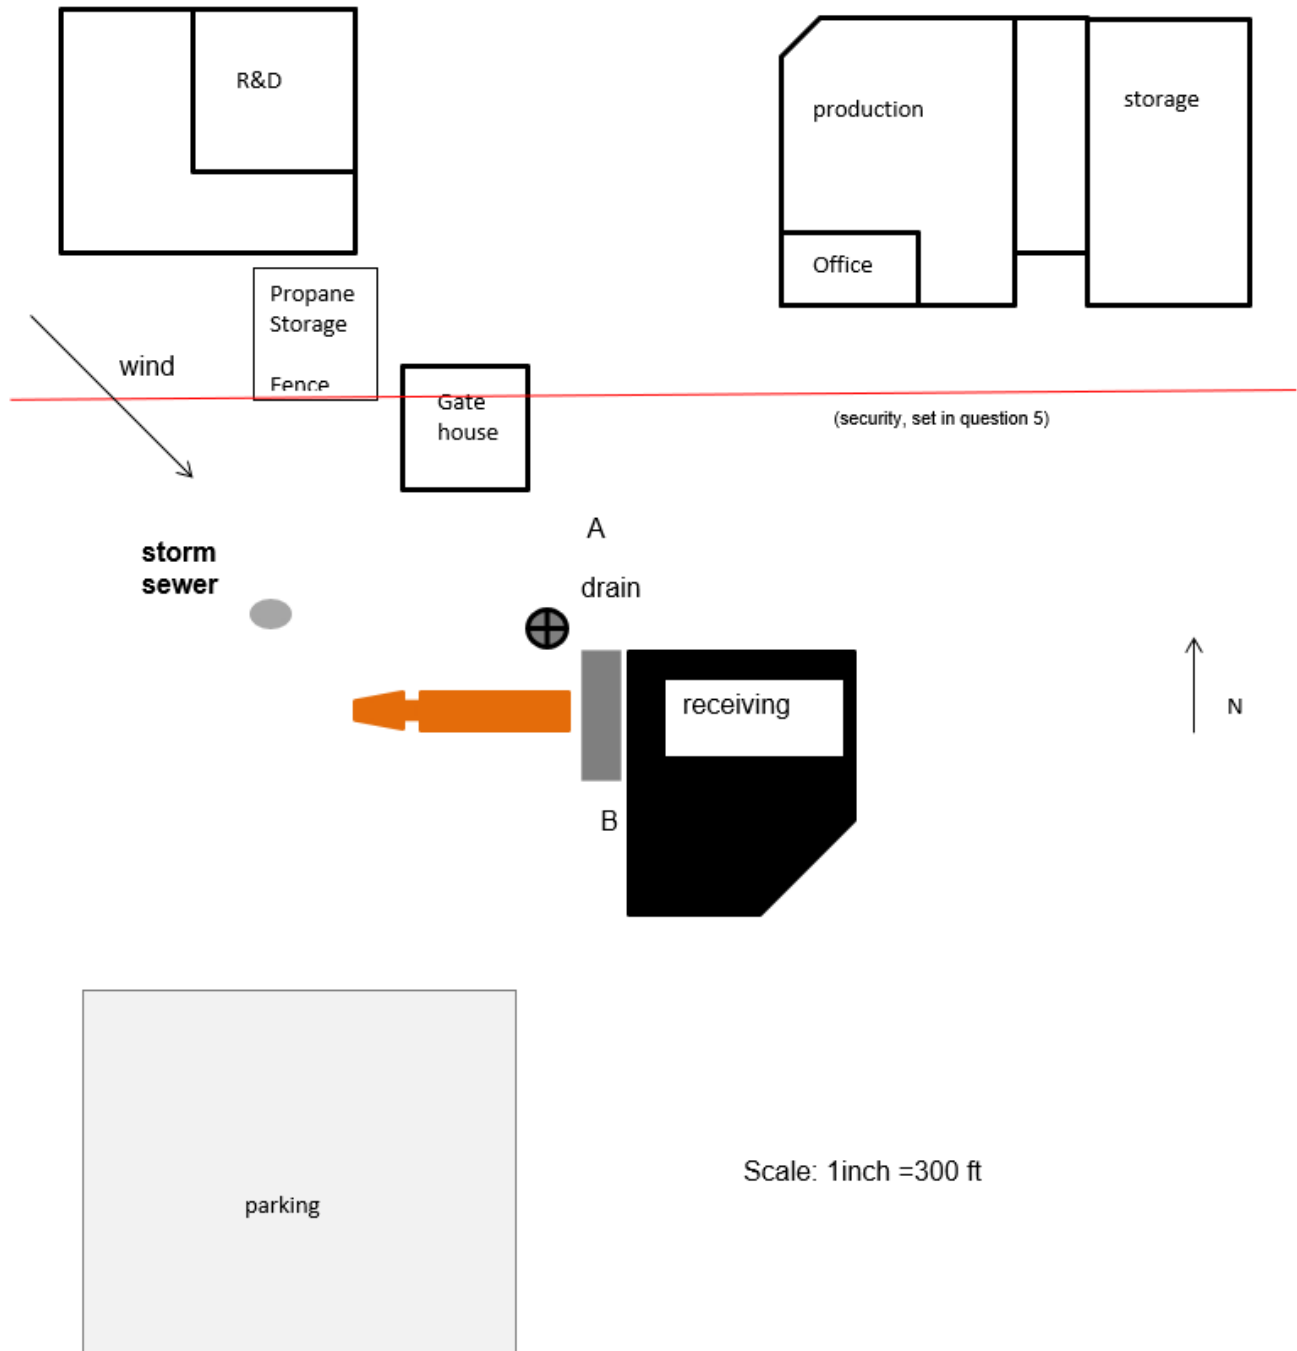 R&D
production
storage
Office
Propane
Storage
Fence
wind
Gate
house
(security, set in question 5)
A
storm
sewer
drain
receiving
N
B
Scale: 1inch =300 ft
parking